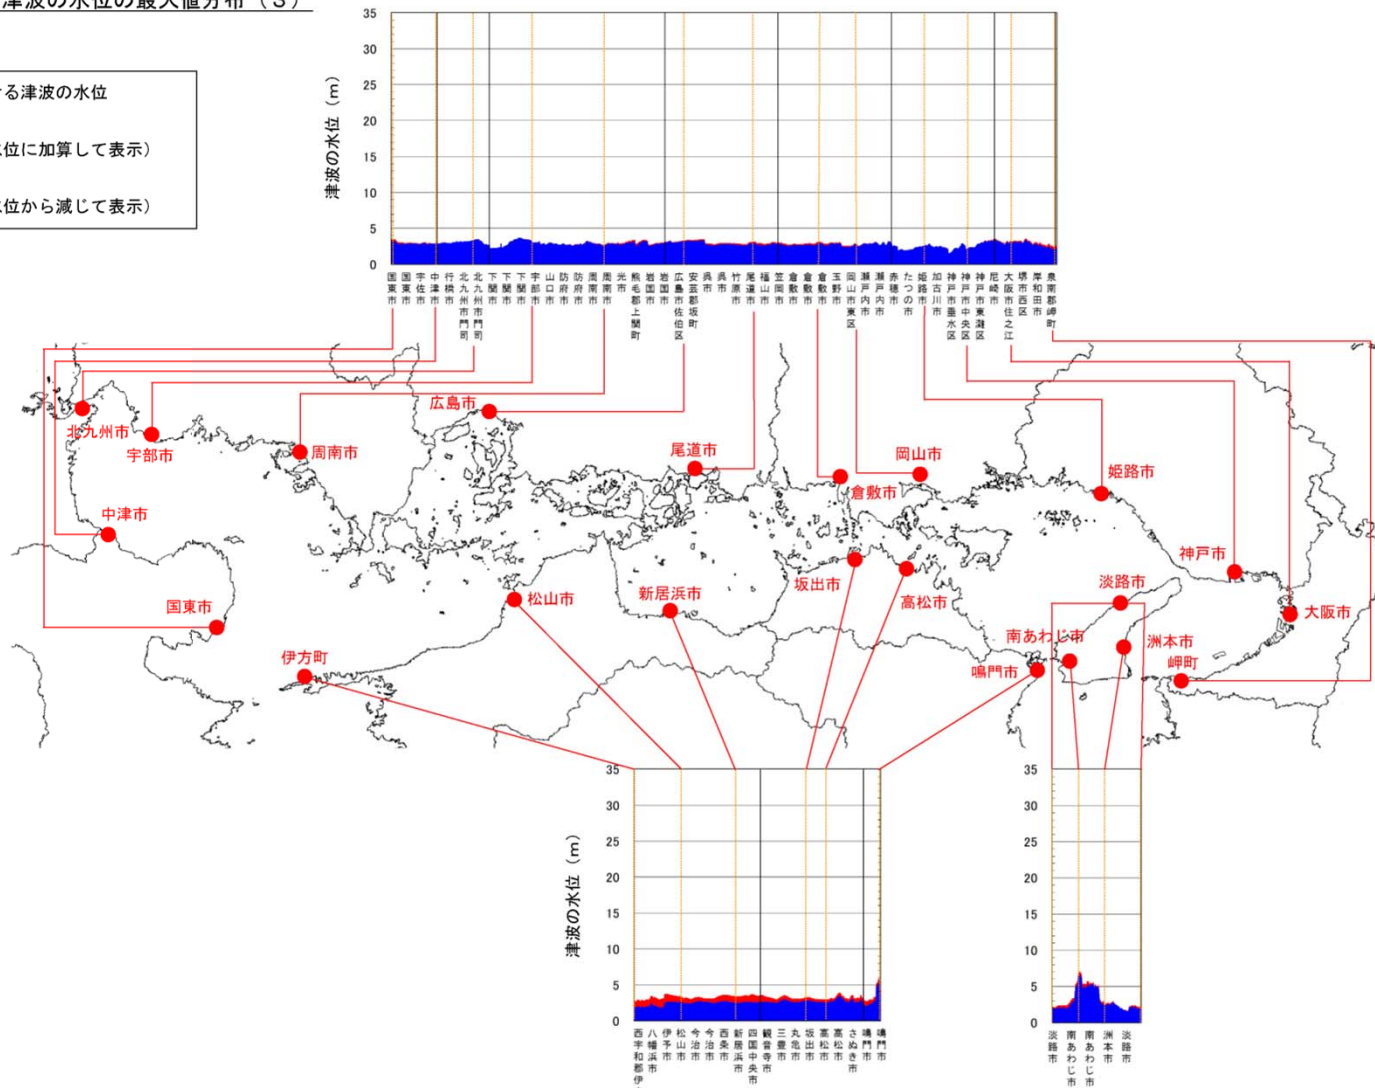 津波の水位の最大値分布（３）
る津波の水位
位に加算して表示）
位から減じて表示）
津波の水位（m）
35
30
25
20
15
10
5
0
国東市
国東市
宇佐市
中津市
行橋市
北九州市門司
北九州市門司
下関市
下関市
下関市
宇部市
山口市
防府市
防府市
周南市
周南市
光市
熊毛郡上関町
岩国市
岩国市
広島市佐伯区
安芸郡坂町
呉市
呉市
竹原市
尾道市
福山市
笠岡市
倉敷市
倉敷市
倉敷市
玉野市
岡山市東区
瀬戸内市
瀬戸内市
赤穂市
たつの市
姫路市
加古川市
神戸市垂水区
神戸市中央区
神戸市東灘区
尼崎市
大阪市住之江
堺市西区
岸和田市
泉南郡岬町
北九州市
宇部市
周南市
広島市
尾道市
倉敷市
岡山市
姫路市
中津市
国東市
伊方町
松山市
新居浜市
坂出市
高松市
鳴門市
南あわじ市
淡路市
洲本市
岬町
神戸市
大阪市
津波の水位（m）
35
30
25
20
15
10
5
0
西宇和郡伊
八幡浜市
伊予市
松山市
今治市
今治市
西条市
新居浜市
四国中央市
観音寺市
三豊市
丸亀市
坂出市
高松市
高松市
さぬき市
鳴門市
鳴門市
35
30
25
20
15
10
5
0
淡路市
南あわじ市
南あわじ市
洲本市
淡路市